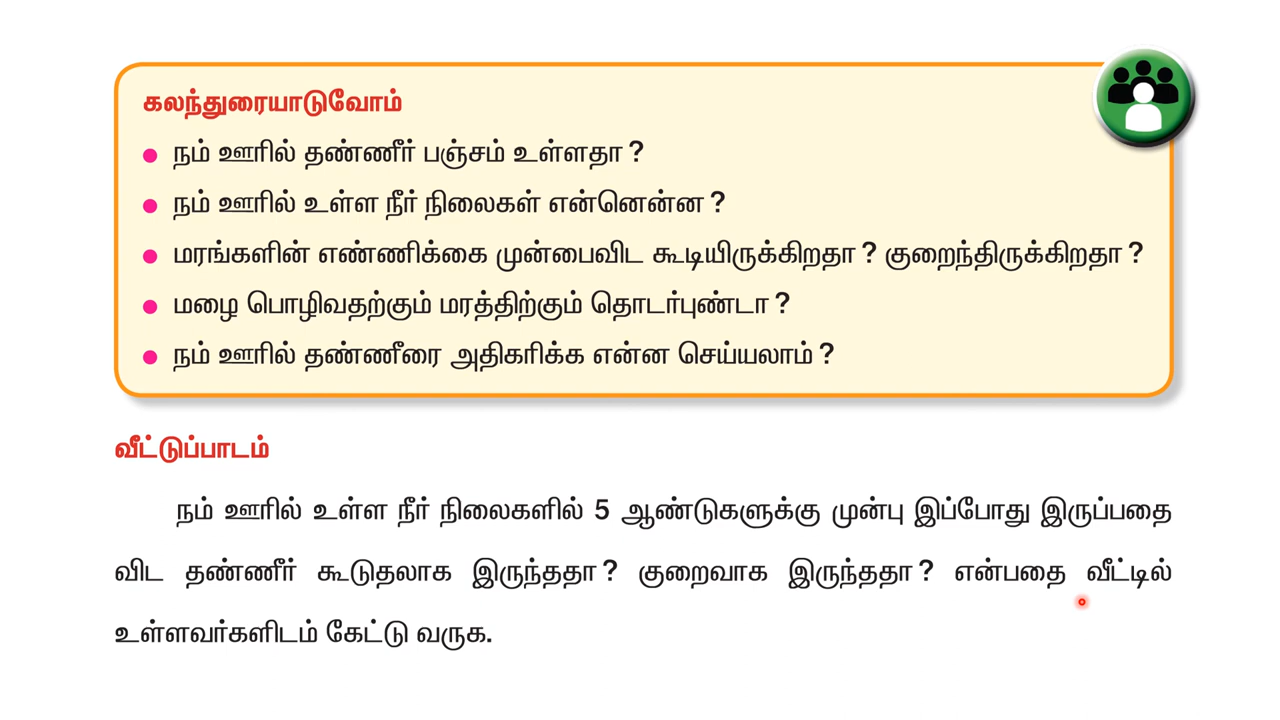 கலந்துரையாடுவோம்
நம் ஊரில் தண்ணீர் பஞ்சம் உள்ளதா ?
நம் ஊரில் உள்ள நீர் நிலைகள் என்னென்ன ?
மரங்களின் எண்ணிக்கை முன்பைவிட கூடியிருக்கிறதா ? குறைந்திருக்கிறதா ?
மழை பொழிவதற்கும் மரத்திற்கும் தொடர்புண்டா ?
நம் ஊரில் தண்ணீரை அதிகரிக்க என்ன செய்யலாம் ?
வீட்டுப்பாடம்
நம் ஊரில் உள்ள நீர் நிலைகளில் 5 ஆண்டுகளுக்கு முன்பு இப்போது இருப்பதை
விட தண்ணீர் கூடுதலாக இருந்ததா ? குறைவாக இருந்ததா ? என்பதை வீட்டில்
உள்ளவர்களிடம் கேட்டு வருக.